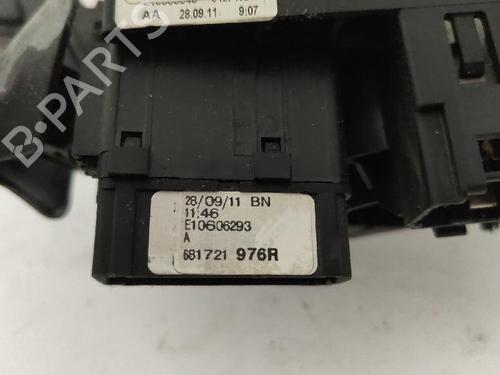 AA 28.09.11 9:07
B-PARTS
28/09/11 BN
11:46
E10606293
A
681721 976R